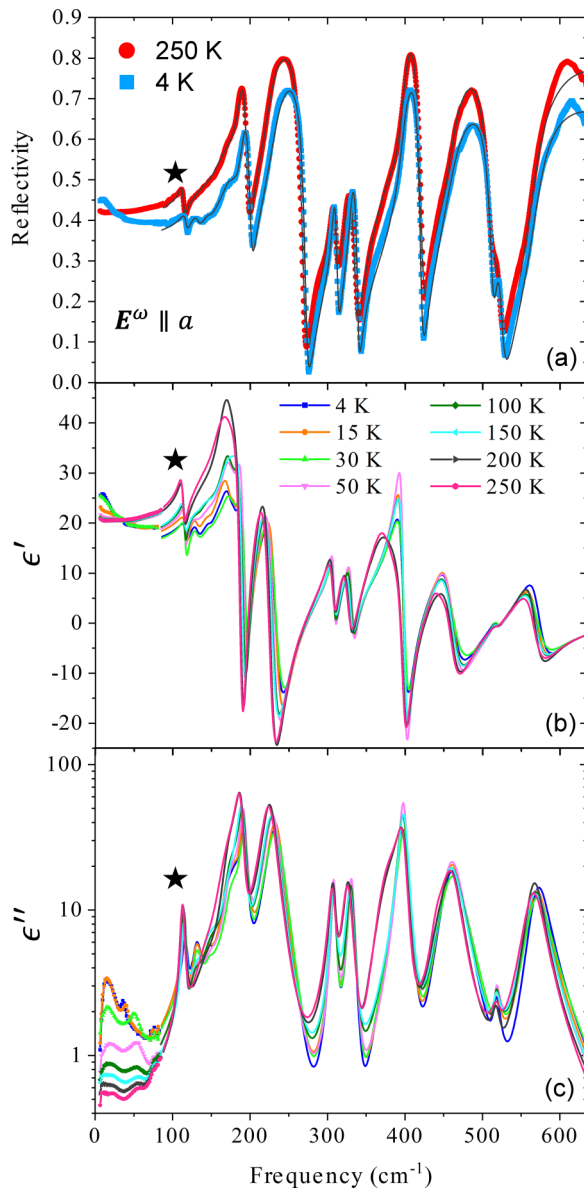 0.9
0.8
0.7
0.6
0.5
0.4
0.3
0.2
0.1
0.0
Reflectivity
250 K
4 K
★
E^ω ∥ a
(a)
40
30
20
10
0
-10
-20
ϵ′
★
4 K 100 K
15 K 150 K
30 K 200 K
50 K 250 K
(b)
100
10
1
ϵ″
★
(c)
0 100 200 300 400 500 600
Frequency (cm⁻¹)